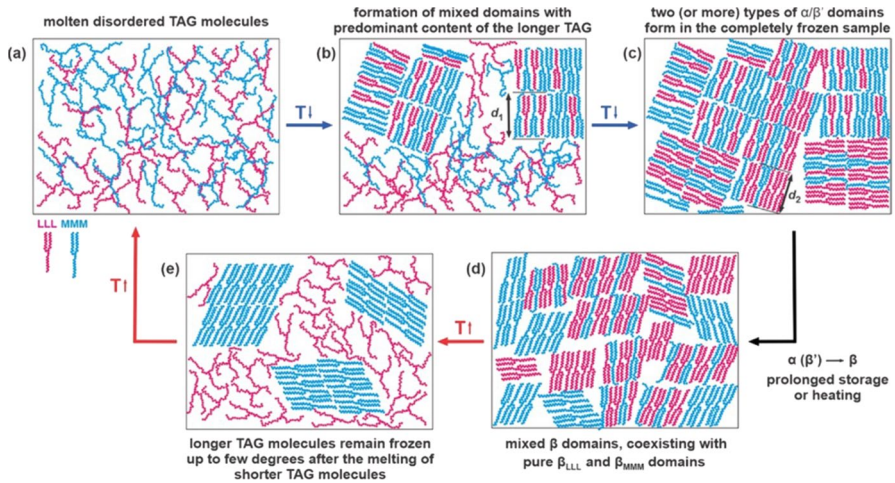 molten disordered TAG molecules
formation of mixed domains with
predominant content of the longer TAG
two (or more) types of α/β' domains
form in the completely frozen sample
(a)
(b)
(c)
T↓
d₁
T↓
d₂
LLL MMM
(e)
(d)
T↑
T↑
α (β') → β
prolonged storage
or heating
longer TAG molecules remain frozen
up to few degrees after the melting of
shorter TAG molecules
mixed β domains, coexisting with
pure β_LLL and β_MMM domains